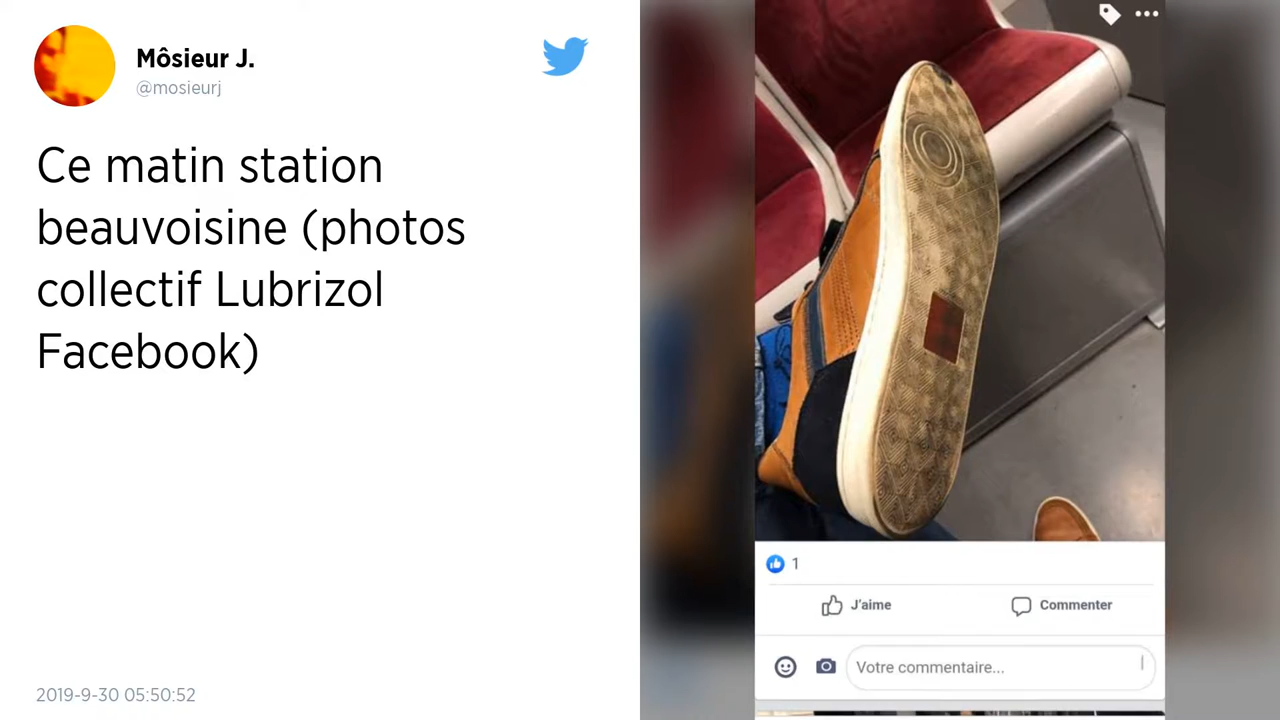 Môsieur J.
@mosieurj
Ce matin station
beauvoisine (photos
collectif Lubrizol
Facebook)
2019-9-30 05:50:52
1
J'aime
Commenter
Votre commentaire...